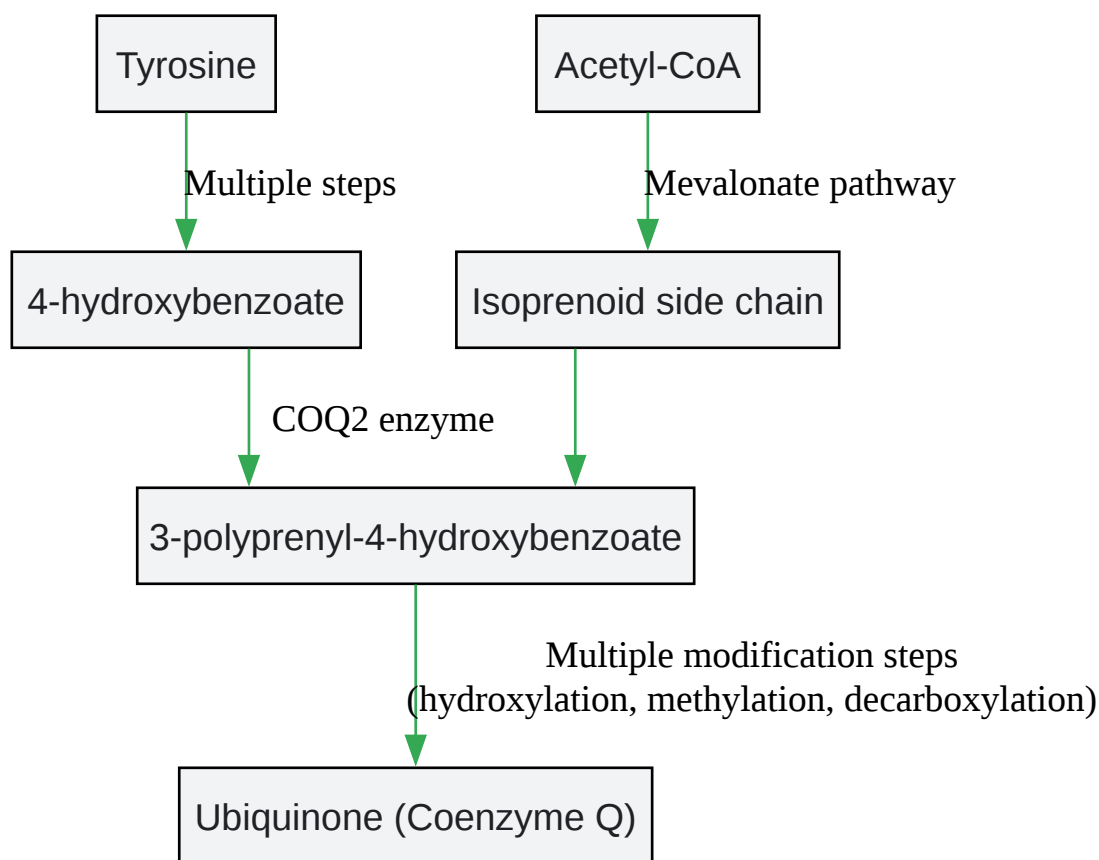 Tyrosine
Acetyl-CoA
Multiple steps
Mevalonate pathway
4-hydroxybenzoate
Isoprenoid side chain
COQ2 enzyme
3-polyprenyl-4-hydroxybenzoate
Multiple modification steps
(hydroxylation, methylation, decarboxylation)
Ubiquinone (Coenzyme Q)